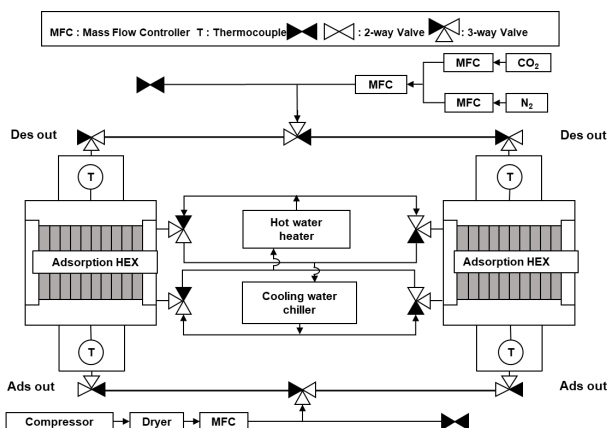 MFC : Mass Flow Controller T : Thermocouple : 2-way Valve : 3-way Valve
MFC CO2
MFC
MFC N2
Des out Des out
T T
Hot water
heater
Adsorption HEX Adsorption HEX
Cooling water
chiller
T T
Ads out Ads out
Compressor Dryer MFC